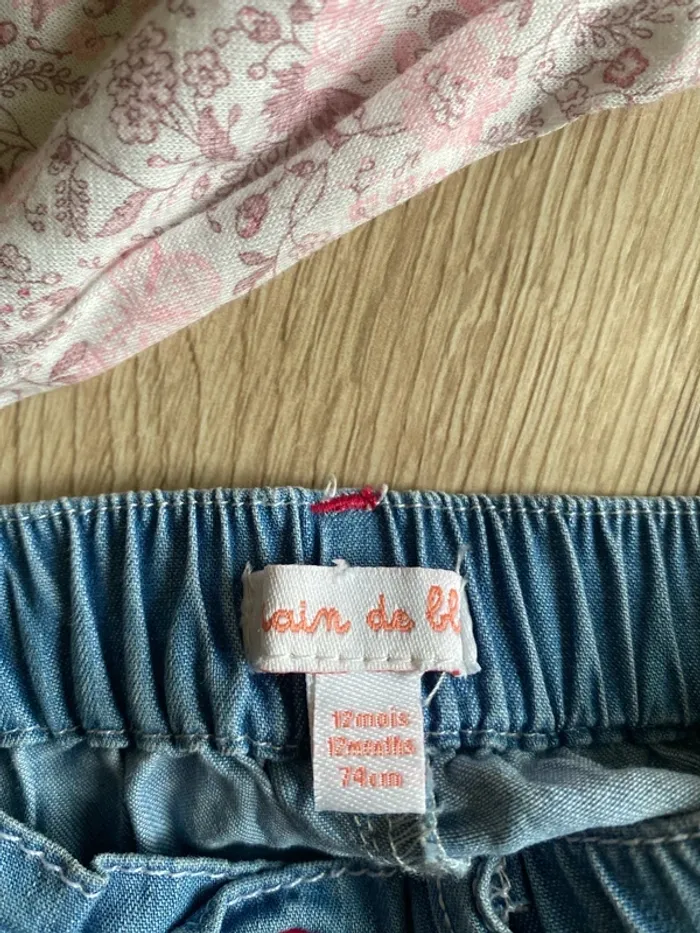 ain de bl
12mois
12months
74cm